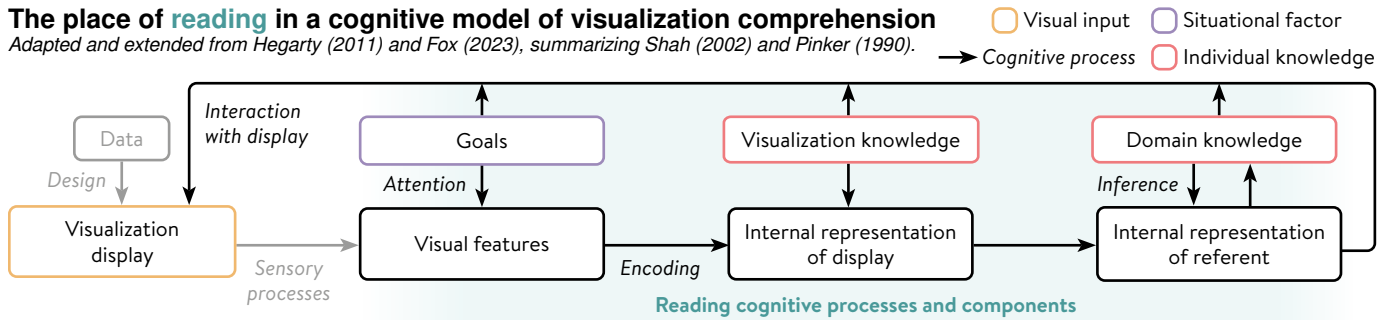 The place of reading in a cognitive model of visualization comprehension
Adapted and extended from Hegarty (2011) and Fox (2023), summarizing Shah (2002) and Pinker (1990).
Visual input
Situational factor
Cognitive process
Individual knowledge
Interaction
with display
Data
Goals
Visualization knowledge
Domain knowledge
Design
Attention
Inference
Visualization
display
Visual features
Internal representation
of display
Internal representation
of referent
Sensory
processes
Encoding
Reading cognitive processes and components